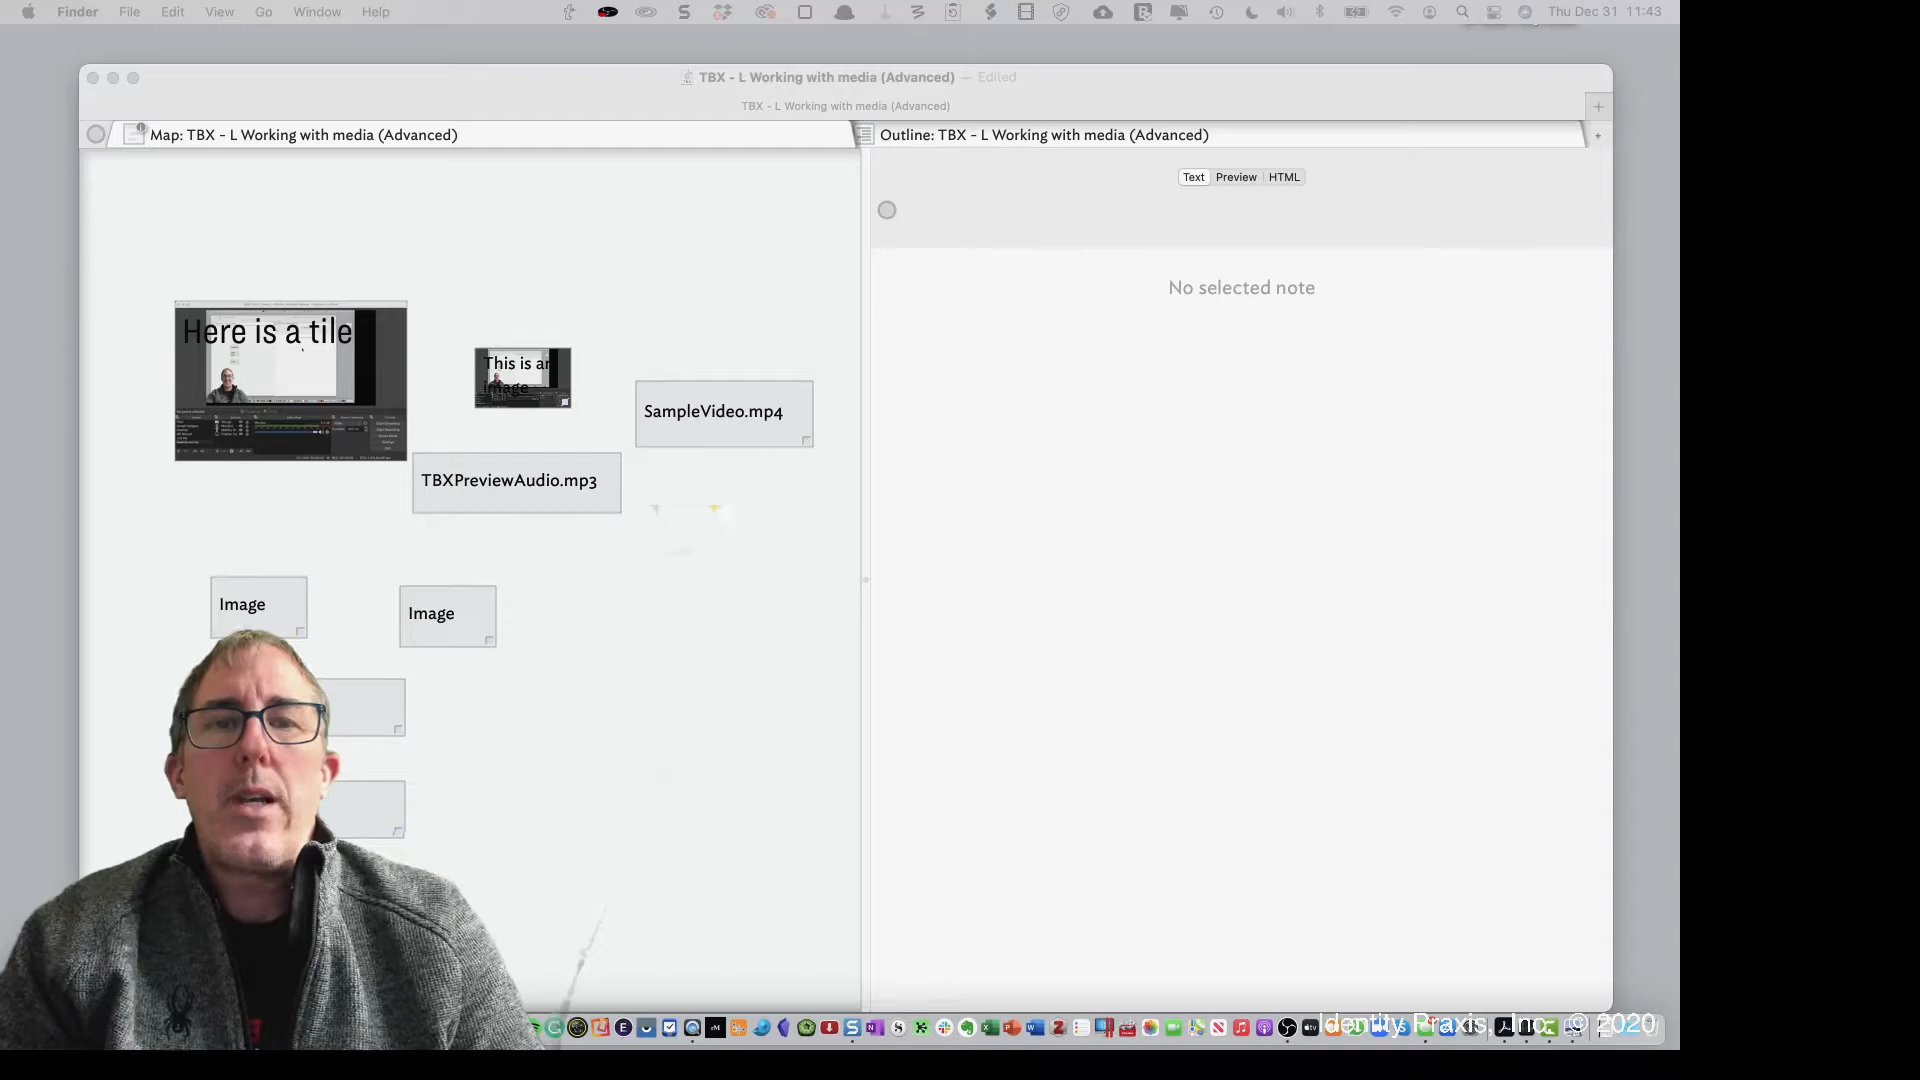 Finder File Edit View Go Window Help Thu Dec 31 11:43
TBX - L Working with media (Advanced) — Edited
TBX - L Working with media (Advanced)
Map: TBX - L Working with media (Advanced)
Outline: TBX - L Working with media (Advanced)
Text Preview HTML
No selected note
Here is a tile
This is an
image
SampleVideo.mp4
TBXPreviewAudio.mp3
Image
Image
Identity Praxis, Inc. © 2020